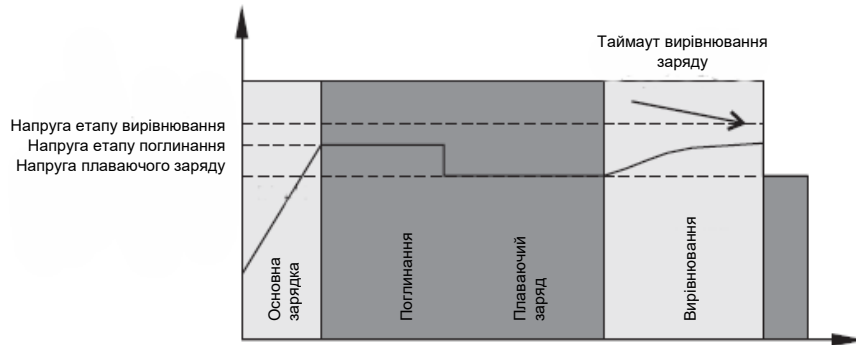 Таймаут вирівнювання
заряду
Напруга етапу вирівнювання
Напруга етапу поглинання
Напруга плаваючого заряду
Основна
зарядка
Поглинання
Плаваючий
заряд
Вирівнювання